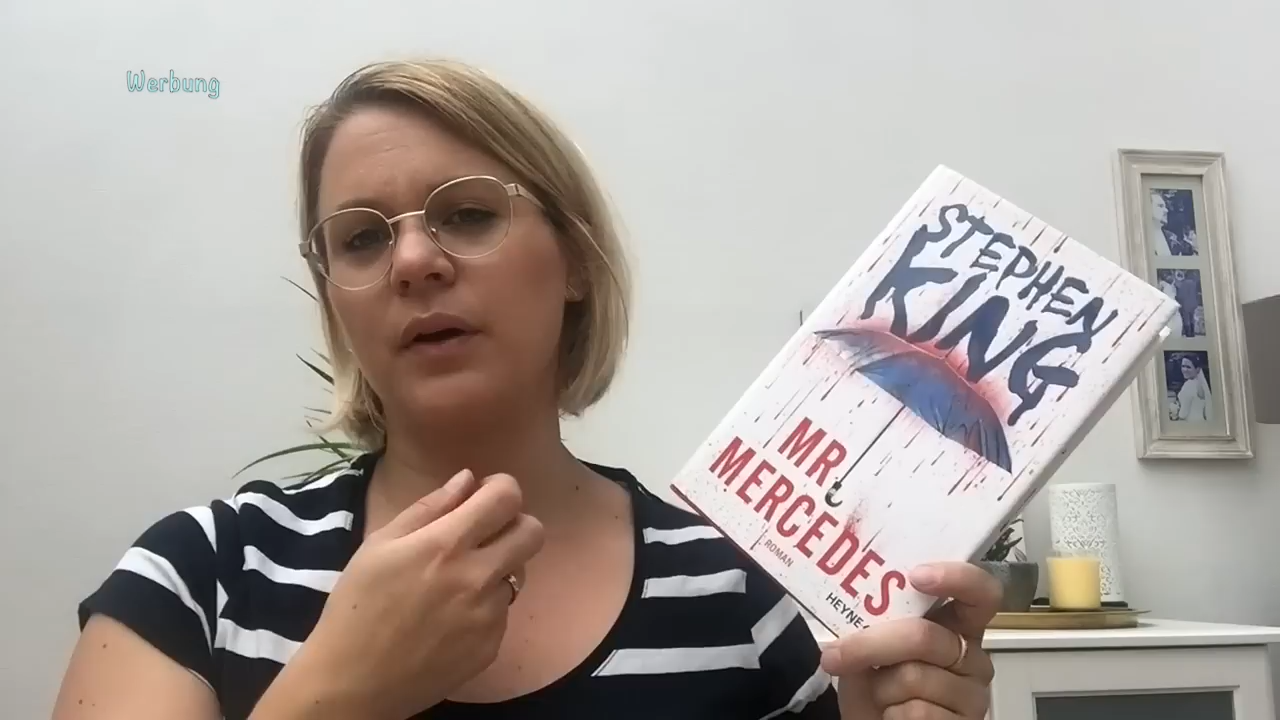 Werbung
STEPHEN
KING
MR.
MERCEDES
ROMAN
HEYNE